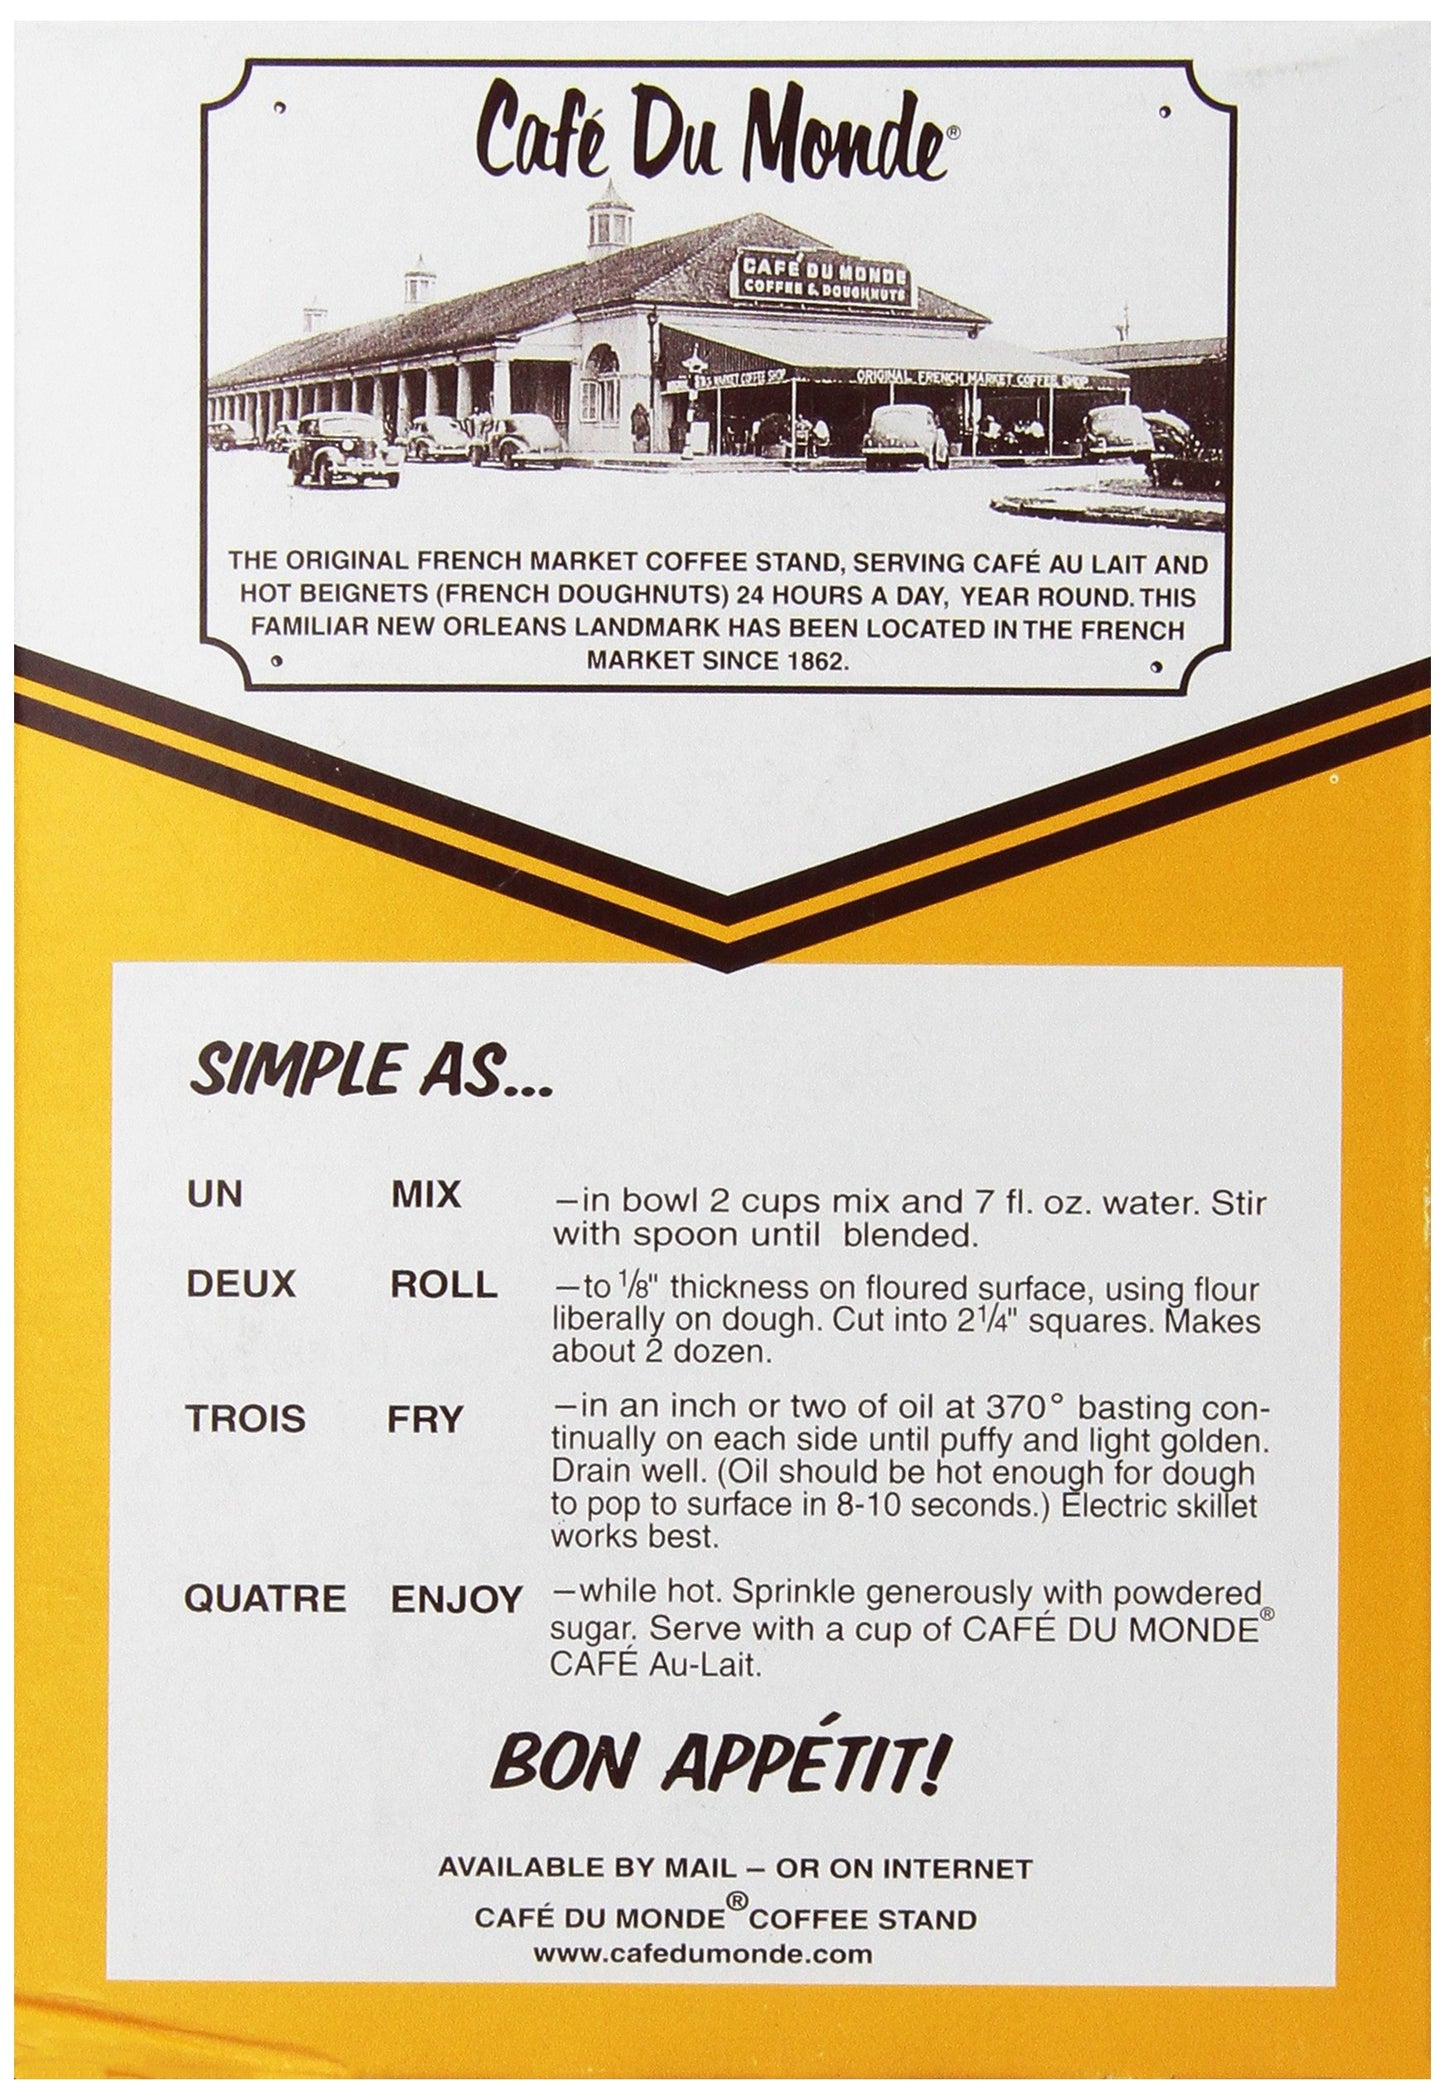 Café Du Monde®
CAFÉ DU MONDE
COFFEE & DOUGHNUTS
MARKET COFFEE SHOP
ORIGINAL FRENCH MARKET COFFEE SHOP
THE ORIGINAL FRENCH MARKET COFFEE STAND, SERVING CAFÉ AU LAIT AND
HOT BEIGNETS (FRENCH DOUGHNUTS) 24 HOURS A DAY, YEAR ROUND. THIS
FAMILIAR NEW ORLEANS LANDMARK HAS BEEN LOCATED IN THE FRENCH
MARKET SINCE 1862.
SIMPLE AS...
UN MIX –in bowl 2 cups mix and 7 fl. oz. water. Stir
with spoon until blended.
DEUX ROLL –to 1/8" thickness on floured surface, using flour
liberally on dough. Cut into 2 1/4" squares. Makes
about 2 dozen.
TROIS FRY –in an inch or two of oil at 370° basting con-
tinually on each side until puffy and light golden.
Drain well. (Oil should be hot enough for dough
to pop to surface in 8-10 seconds.) Electric skillet
works best.
QUATRE ENJOY –while hot. Sprinkle generously with powdered
sugar. Serve with a cup of CAFÉ DU MONDE®
CAFÉ Au-Lait.
BON APPÉTIT!
AVAILABLE BY MAIL – OR ON INTERNET
CAFÉ DU MONDE® COFFEE STAND
www.cafedumonde.com